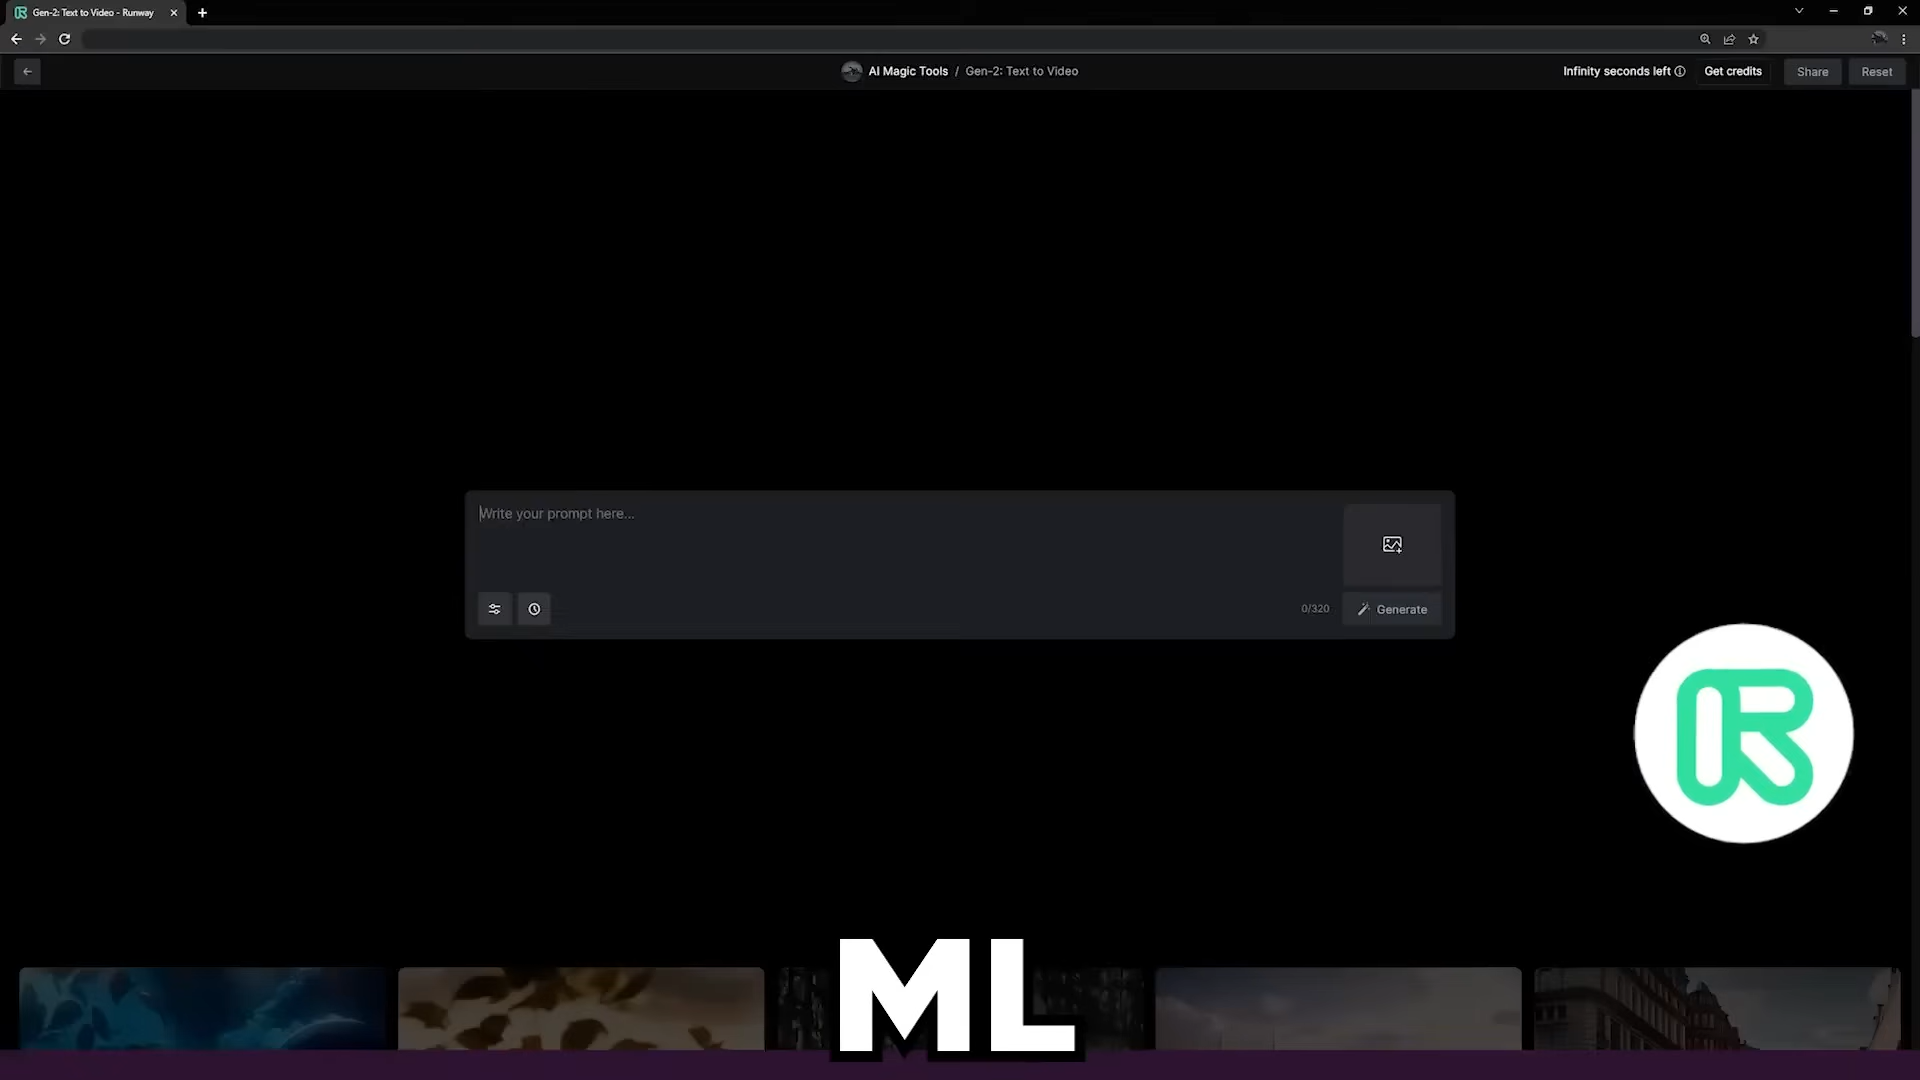 Gen-2: Text to Video - Runway
AI Magic Tools / Gen-2: Text to Video
Infinity seconds left
Get credits
Share
Reset
Write your prompt here...
0/320
Generate
ML